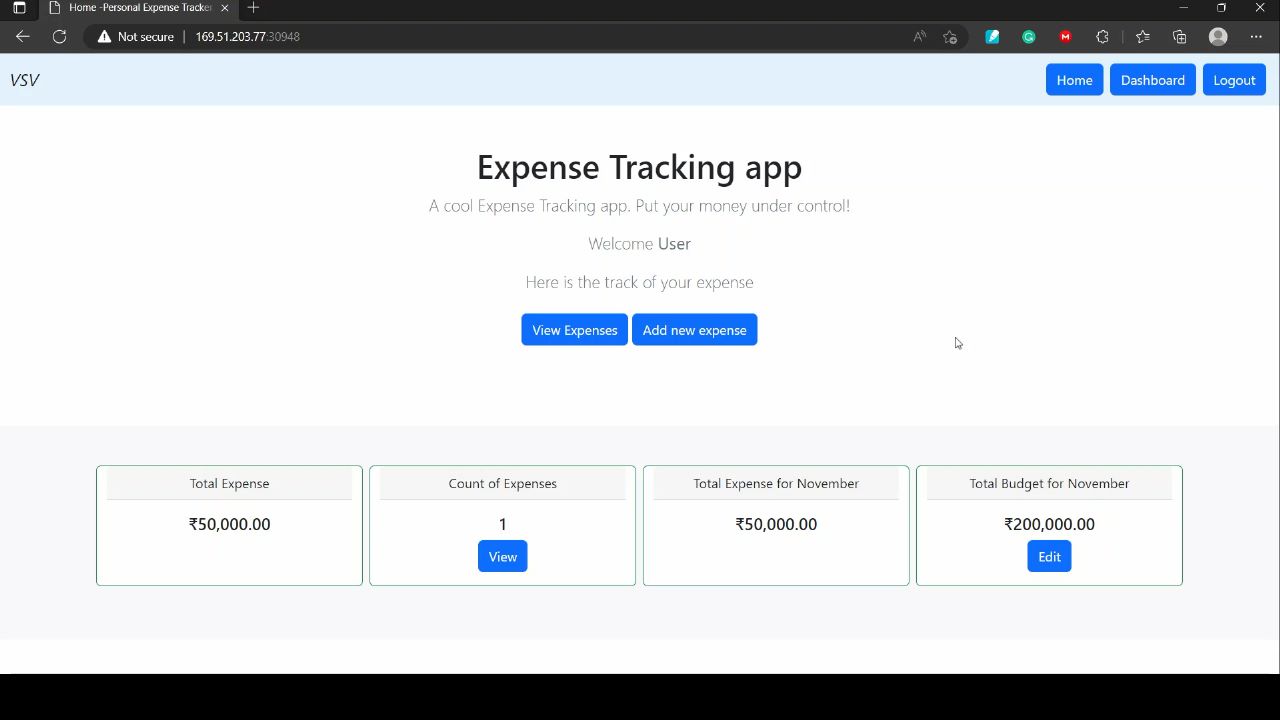 Home -Personal Expense Tracker
Not secure | 169.51.203.77:30948
VSV
Home
Dashboard
Logout
Expense Tracking app
A cool Expense Tracking app. Put your money under control!
Welcome User
Here is the track of your expense
View Expenses
Add new expense
Total Expense
₹50,000.00
Count of Expenses
1
View
Total Expense for November
₹50,000.00
Total Budget for November
₹200,000.00
Edit